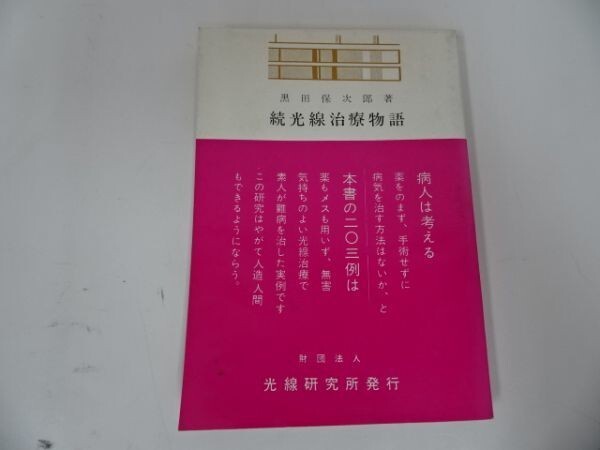 黒田保次郎著
続光線治療物語
病人は考える
薬をのまず、手術せずに
病気を治す方法はないか、と
本書の二〇三例は
薬もメスも用いず、無害
気持ちのよい光線治療で
素人が難病を治した実例です
この研究はやがて人造人間
もできるようにならう。
財団法人
光線研究所発行